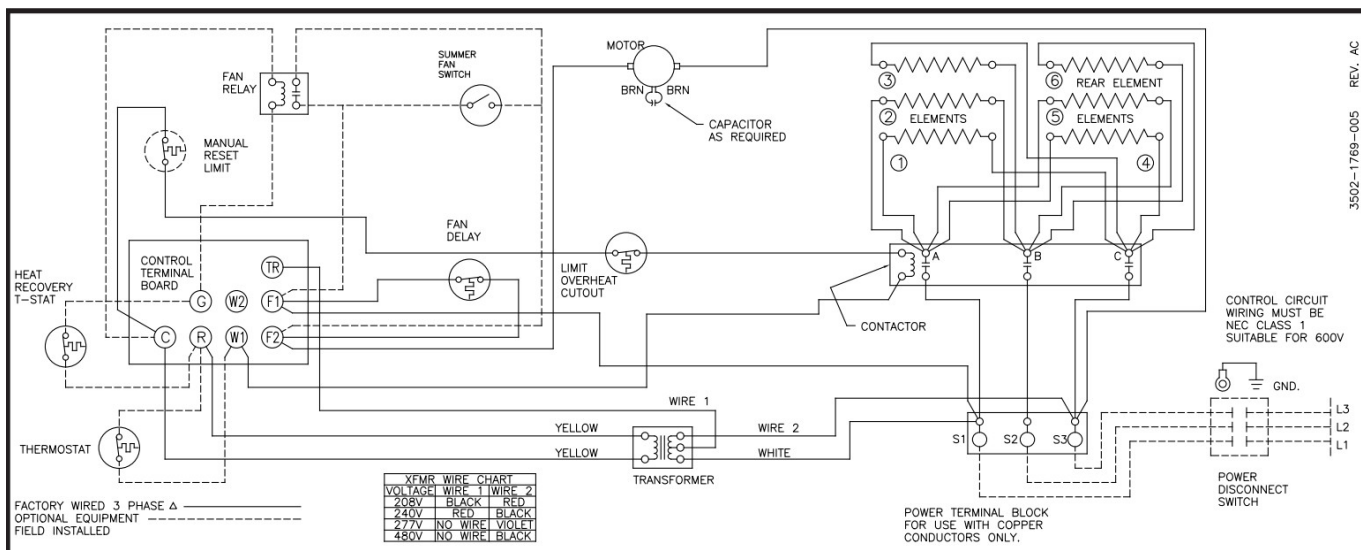 MOTOR
SUMMER
FAN
SWITCH
FAN
RELAY
BRN BRN
CAPACITOR
AS REQUIRED
3
6 REAR ELEMENT
2 ELEMENTS
5 ELEMENTS
1
4
3502-1769-005 REV. AC
MANUAL
RESET
LIMIT
FAN
DELAY
CONTROL
TERMINAL
BOARD
TR
G
W2
F1
C
R
W1
F2
HEAT
RECOVERY
T-STAT
LIMIT
OVERHEAT
CUTOUT
A
B
C
CONTACTOR
CONTROL CIRCUIT
WIRING MUST BE
NEC CLASS 1
SUITABLE FOR 600V
GND.
L3
L2
L1
WIRE 1
YELLOW
WIRE 2
YELLOW
WHITE
TRANSFORMER
S1
S2
S3
THERMOSTAT
POWER
DISCONNECT
SWITCH
XFMR WIRE CHART
VOLTAGE WIRE 1 WIRE 2
208V BLACK RED
240V RED BLACK
277V NO WIRE VIOLET
480V NO WIRE BLACK
FACTORY WIRED 3 PHASE Δ
OPTIONAL EQUIPMENT
FIELD INSTALLED
POWER TERMINAL BLOCK
FOR USE WITH COPPER
CONDUCTORS ONLY.